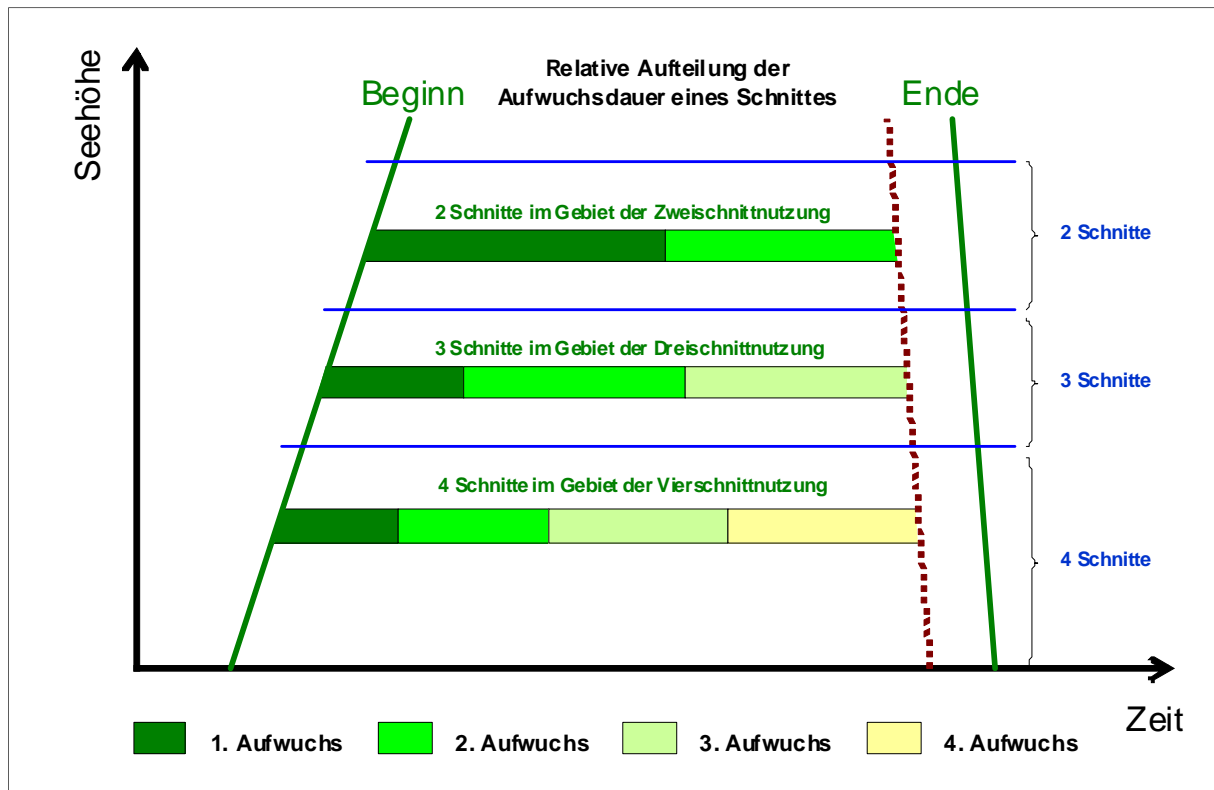 Relative Aufteilung der
Aufwuchsdauer eines Schnittes
Beginn
Ende
Seehöhe
2 Schnitte im Gebiet der Zweischnittnutzung
2 Schnitte
3 Schnitte im Gebiet der Dreischnittnutzung
3 Schnitte
4 Schnitte im Gebiet der Vierschnittnutzung
4 Schnitte
Zeit
1. Aufwuchs
2. Aufwuchs
3. Aufwuchs
4. Aufwuchs